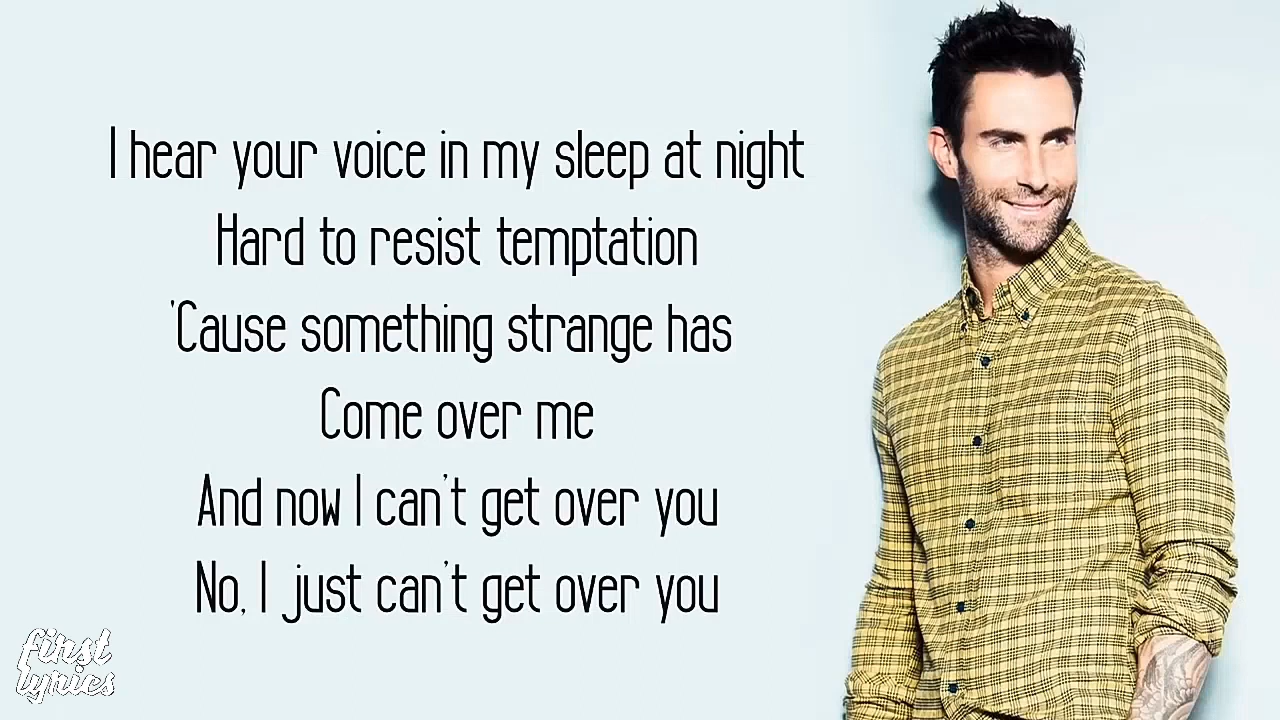 I hear your voice in my sleep at night
Hard to resist temptation
'Cause something strange has
Come over me
And now I can't get over you
No, I just can't get over you
first
lyrics